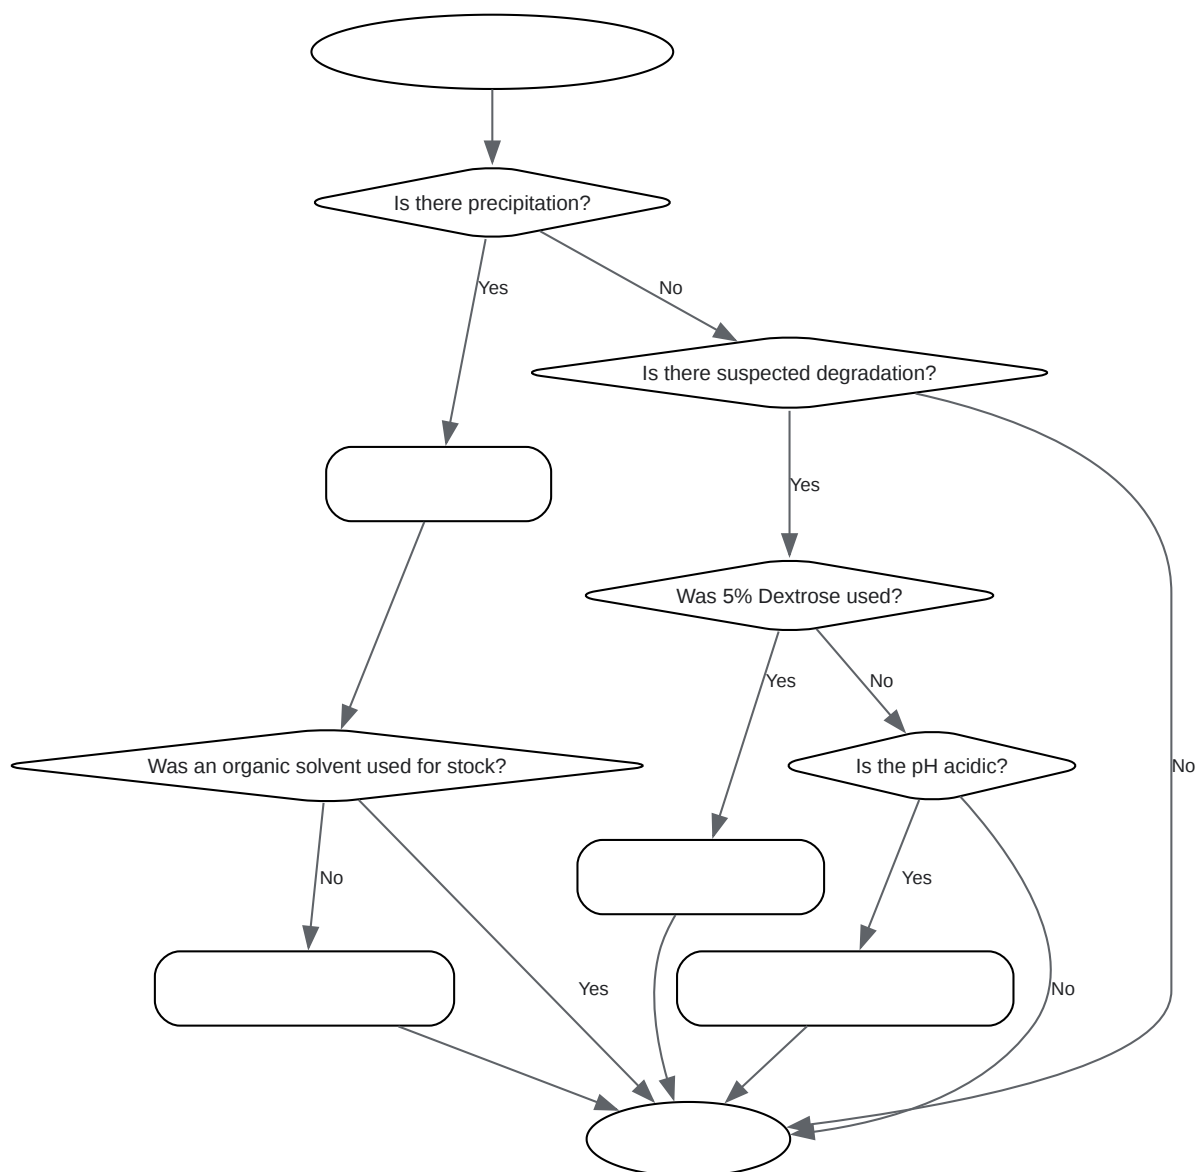 Is there precipitation?
Yes
No
Is there suspected degradation?
Yes
Was 5% Dextrose used?
Yes
No
Was an organic solvent used for stock?
Is the pH acidic?
No
No
Yes
Yes
No